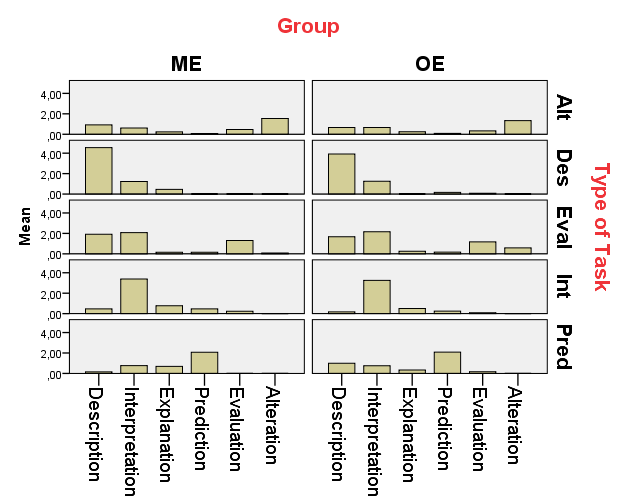 Group
ME
OE
4,00
2,00
,00
Alt
4,00
2,00
,00
Des
4,00
2,00
,00
Eval
4,00
2,00
,00
Int
4,00
2,00
,00
Pred
Mean
Type of Task
Description
Interpretation
Explanation
Prediction
Evaluation
Alteration
Description
Interpretation
Explanation
Prediction
Evaluation
Alteration